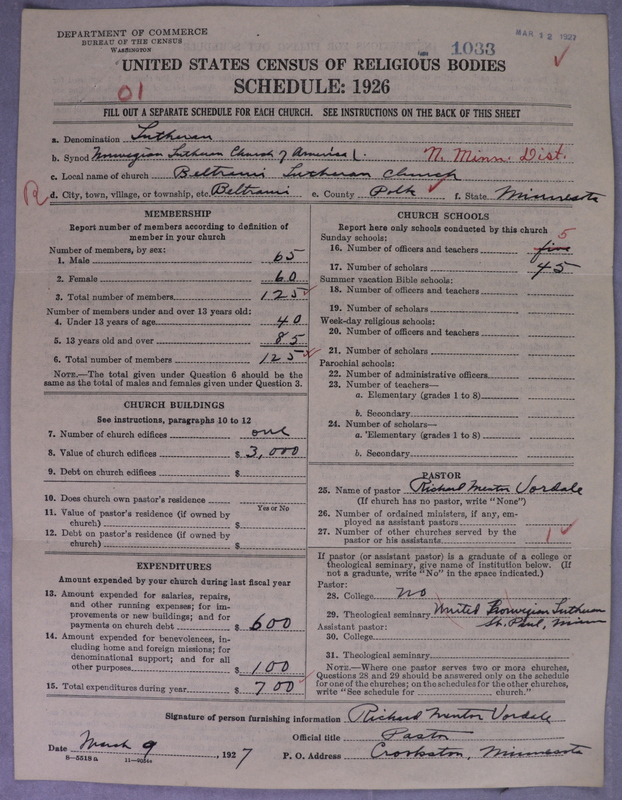 DEPARTMENT OF COMMERCE
BUREAU OF THE CENSUS
WASHINGTON
1033
MAR 12 1927
UNITED STATES CENSUS OF RELIGIOUS BODIES
01
SCHEDULE: 1926
FILL OUT A SEPARATE SCHEDULE FOR EACH CHURCH. SEE INSTRUCTIONS ON THE BACK OF THIS SHEET
a. Denomination Lutheran
b. Synod Norwegian Lutheran Church of America N. Minn. Dist.
c. Local name of church Beltrami Lutheran Church
R d. City, town, village, or township, etc. Beltrami e. County Polk f. State Minnesota
MEMBERSHIP
Report number of members according to definition of
member in your church
Number of members, by sex:
1. Male 65
2. Female 60
3. Total number of members 125
Number of members under and over 13 years old:
4. Under 13 years of age 40
5. 13 years old and over 85
6. Total number of members 125
NOTE.—The total given under Question 6 should be the
same as the total of males and females given under Question 3.
CHURCH BUILDINGS
See instructions, paragraphs 10 to 12
7. Number of church edifices one
8. Value of church edifices $ 3,000
9. Debt on church edifices $
10. Does church own pastor's residence
Yes or No
11. Value of pastor's residence (if owned by
church) $
12. Debt on pastor's residence (if owned by
church) $
EXPENDITURES
Amount expended by your church during last fiscal year
13. Amount expended for salaries, repairs,
and other running expenses; for im-
provements or new buildings; and for
payments on church debt $ 600
14. Amount expended for benevolences, in-
cluding home and foreign missions; for
denominational support; and for all
other purposes $ 100
15. Total expenditures during year $ 700
CHURCH SCHOOLS
Report here only schools conducted by this church
Sunday schools: 5
16. Number of officers and teachers five
17. Number of scholars 45
Summer vacation Bible schools:
18. Number of officers and teachers
19. Number of scholars
Week-day religious schools:
20. Number of officers and teachers
21. Number of scholars
Parochial schools:
22. Number of administrative officers
23. Number of teachers—
a. Elementary (grades 1 to 8)
b. Secondary
24. Number of scholars—
a. Elementary (grades 1 to 8)
b. Secondary
PASTOR
25. Name of pastor Richard Mentor Vordale
(If church has no pastor, write "None")
26. Number of ordained ministers, if any, em-
ployed as assistant pastors
27. Number of other churches served by the
pastor or his assistants 1
If pastor (or assistant pastor) is a graduate of a college or
theological seminary, give name of institution below. (If
not a graduate, write "No" in the space indicated.)
Pastor:
28. College no
29. Theological seminary United Norwegian Lutheran
Assistant pastor: St. Paul, Minn
30. College
31. Theological seminary
NOTE.—Where one pastor serves two or more churches,
Questions 28 and 29 should be answered only on the schedule
for one of the churches; on the schedules for the other churches,
write "See schedule for church."
Signature of person furnishing information Richard Mentor Vordale
Official title Pastor
Date March 9, 1927 P. O. Address Crookston, Minnesota
8-5518a